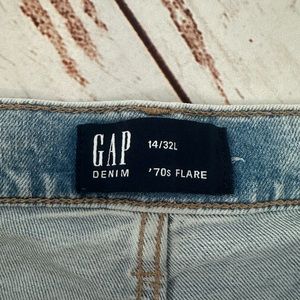 GAP
DENIM
14/32L
'70s FLARE